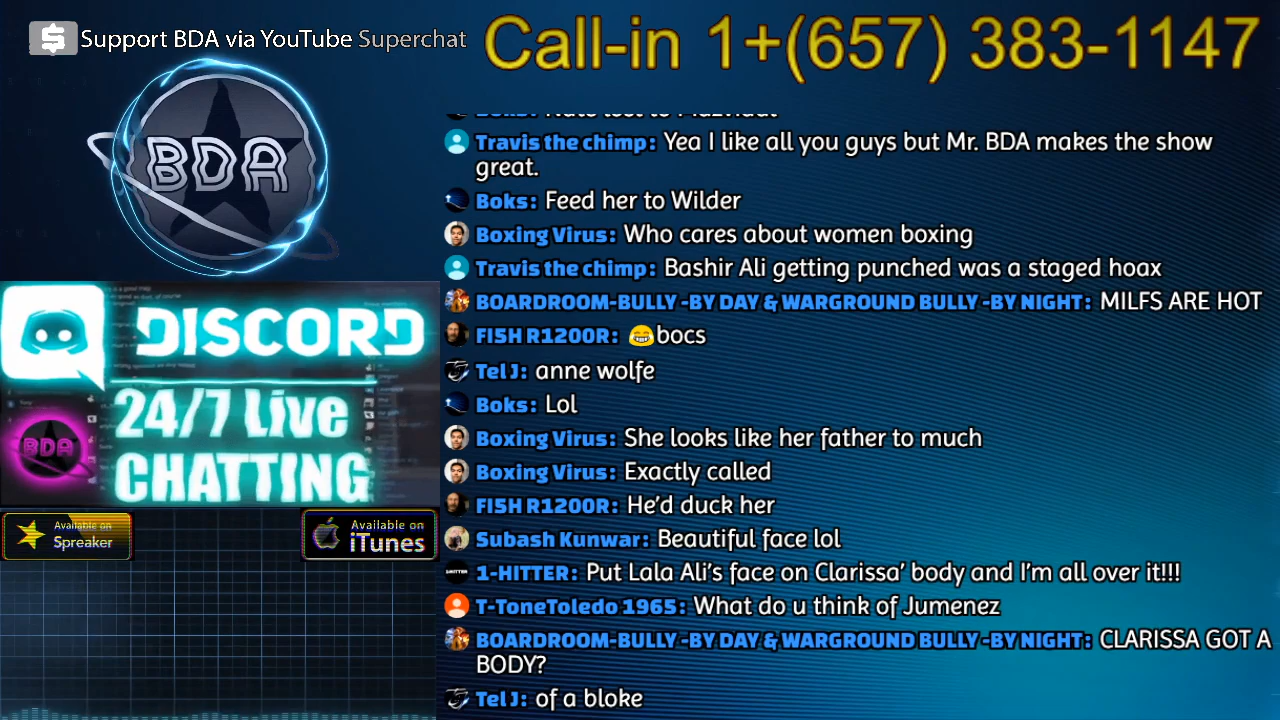 Support BDA via YouTube Superchat
Call-in 1+(657) 383-1147
BDA
Travis the chimp: Yea I like all you guys but Mr. BDA makes the show
great.
Boks: Feed her to Wilder
Boxing Virus: Who cares about women boxing
Travis the chimp: Bashir Ali getting punched was a staged hoax
BOARDROOM-BULLY -BY DAY & WARGROUND BULLY -BY NIGHT: MILFS ARE HOT
FISH R1200R: 😂bocs
Tel J: anne wolfe
Boks: Lol
Boxing Virus: She looks like her father to much
Boxing Virus: Exactly called
FISH R1200R: He'd duck her
Subash Kunwar: Beautiful face lol
1-HITTER: Put Lala Ali's face on Clarissa' body and I'm all over it!!!
T-ToneToledo 1965: What do u think of Jumenez
BOARDROOM-BULLY -BY DAY & WARGROUND BULLY -BY NIGHT: CLARISSA GOT A
BODY?
Tel J: of a bloke
DISCORD
24/7 Live
CHATTING
BDA
Available on
Spreaker
Available on
iTunes